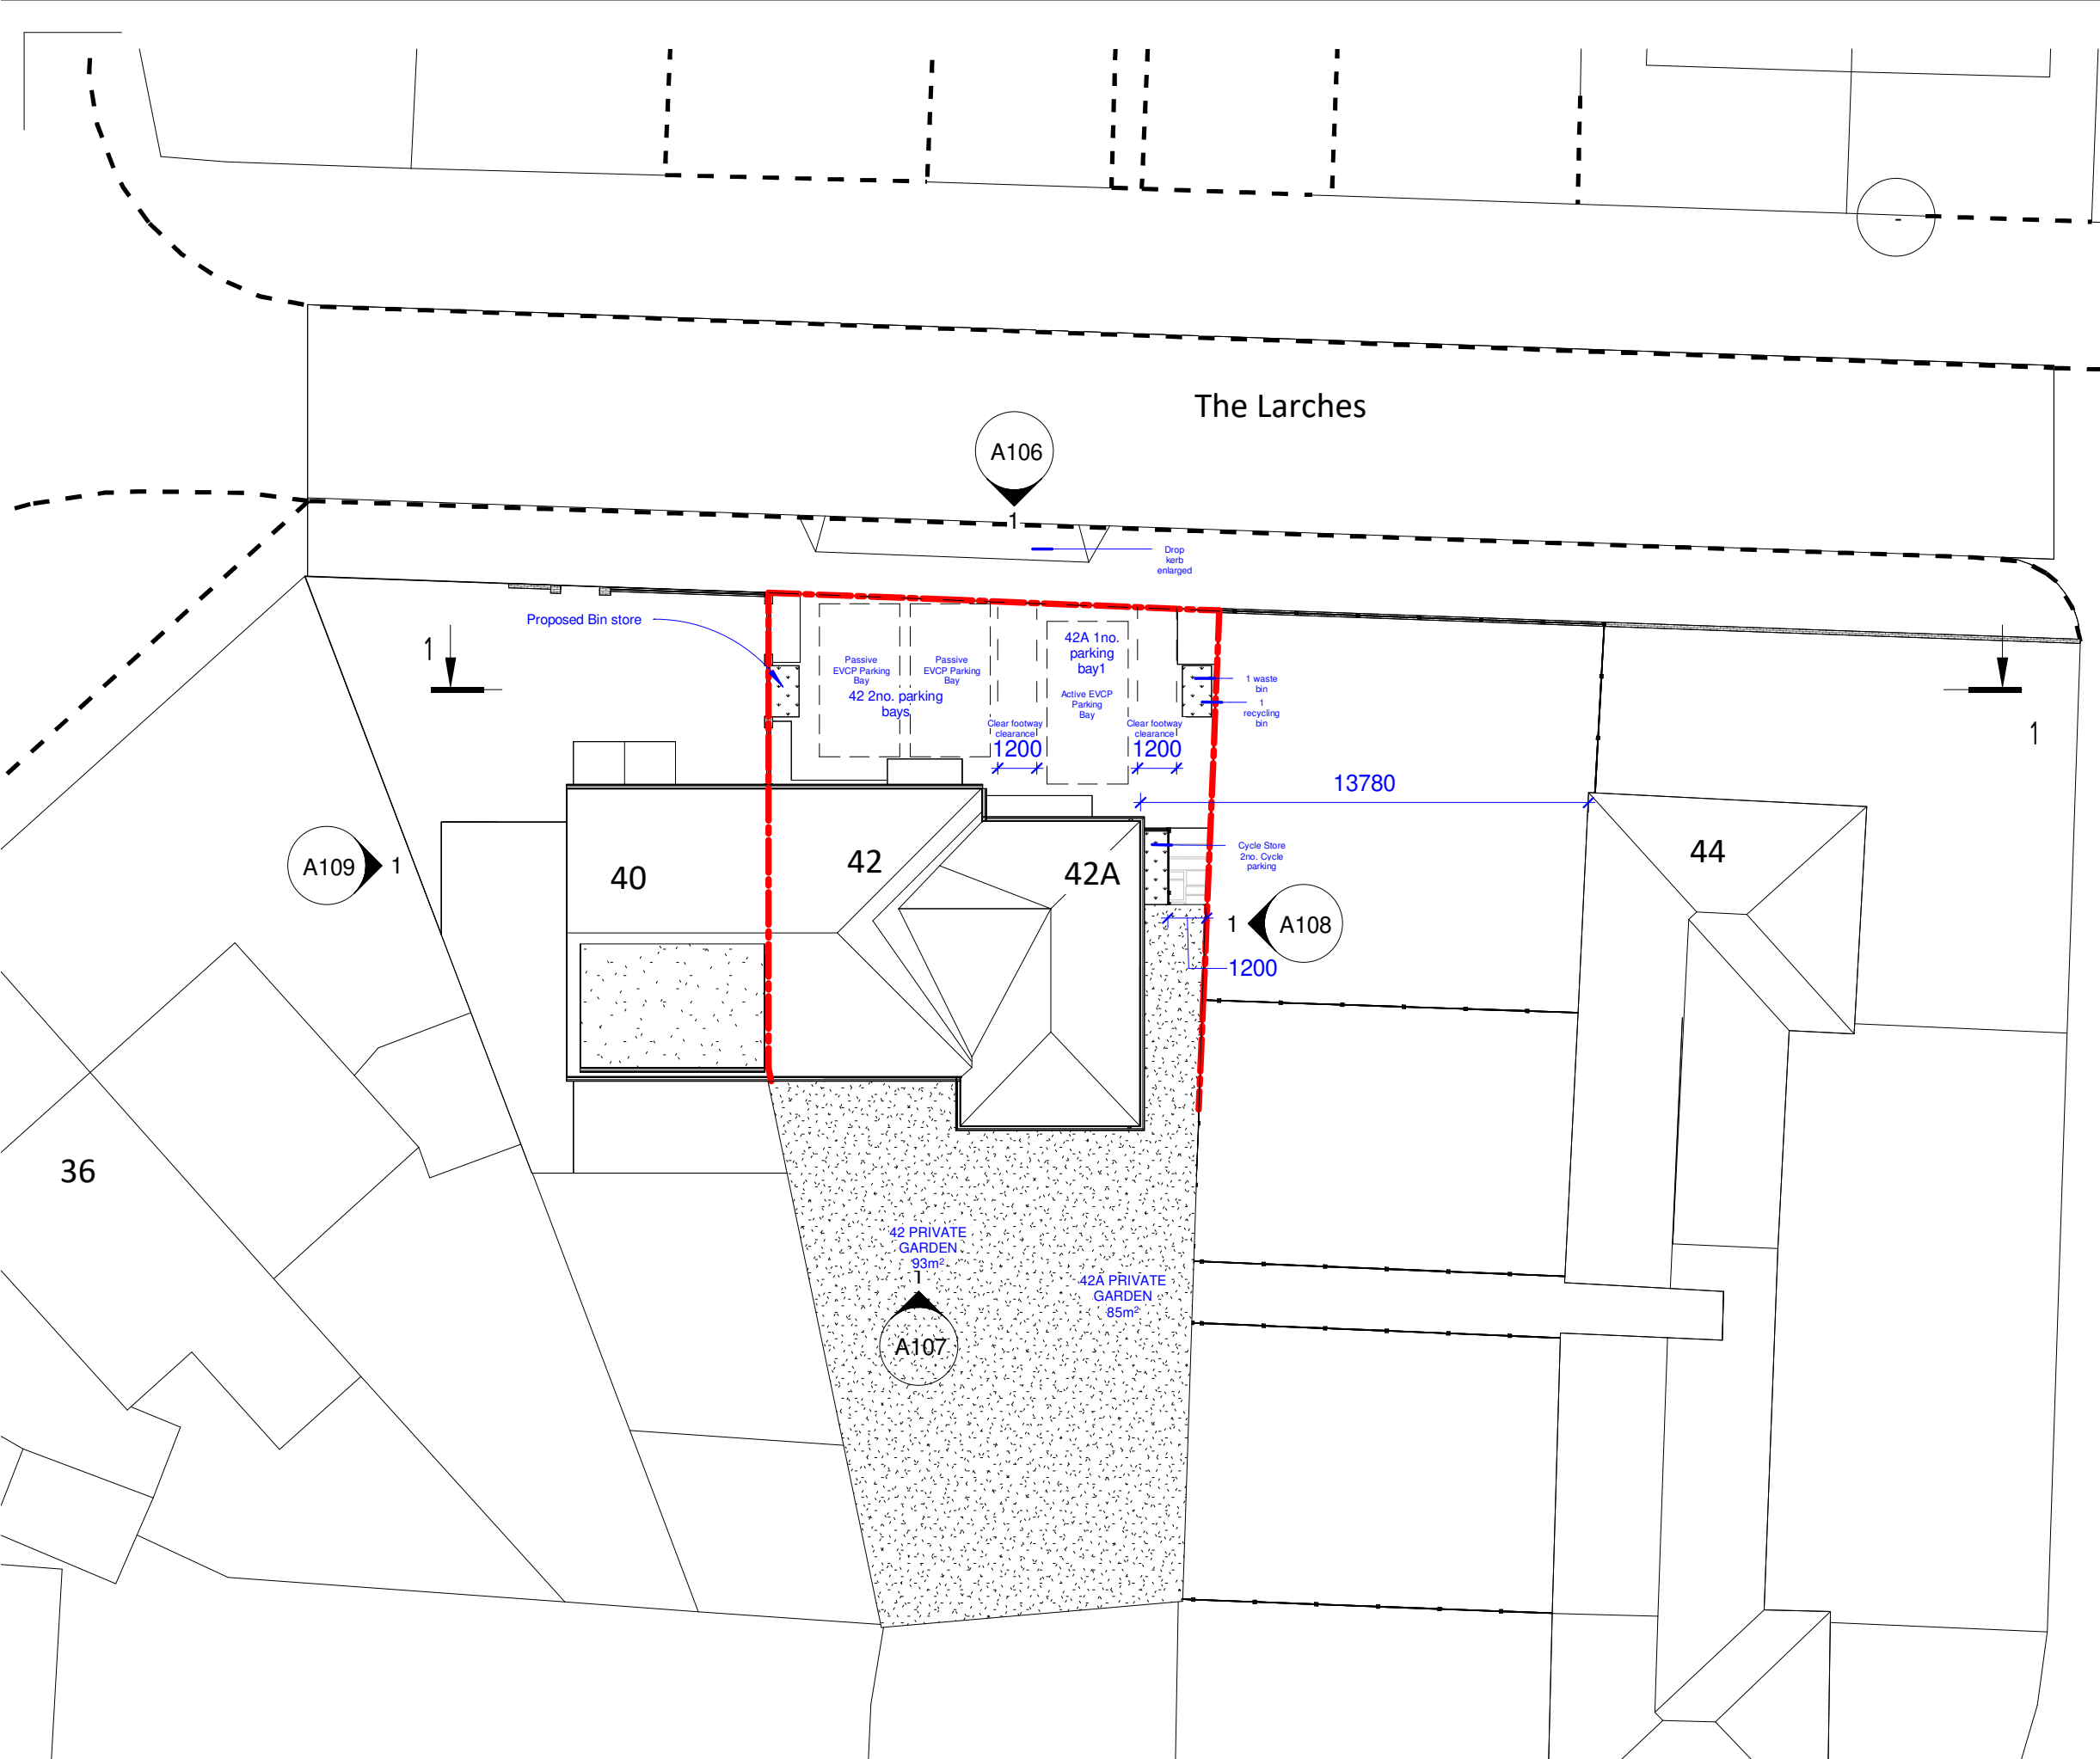 -
The Larches
A106
1
Drop
kerb
enlarged
Proposed Bin store
1
Passive
EVCP Parking
Bay
Passive
EVCP Parking
Bay
42 2no. parking
bays
42A 1no.
parking
bay1
Active EVCP
Parking
Bay
1 waste
bin
1
recycling
bin
Clear footway
clearance
1200
Clear footway
clearance
1200
1
13780
A109
1
40
42
42A
Cycle Store
2no. Cycle
parking
44
1
A108
1200
36
42 PRIVATE
GARDEN
93m²
1
A107
42A PRIVATE
GARDEN
85m²